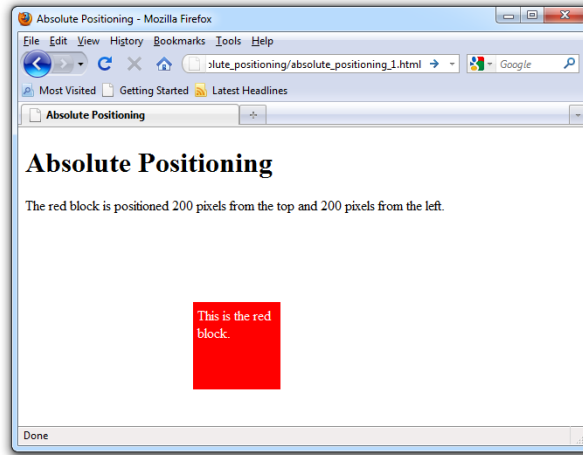 Absolute Positioning - Mozilla Firefox
File Edit View History Bookmarks Tools Help
olute_positioning/absolute_positioning_1.html
Google
Most Visited Getting Started Latest Headlines
Absolute Positioning
Absolute Positioning
The red block is positioned 200 pixels from the top and 200 pixels from the left.
This is the red
block.
Done